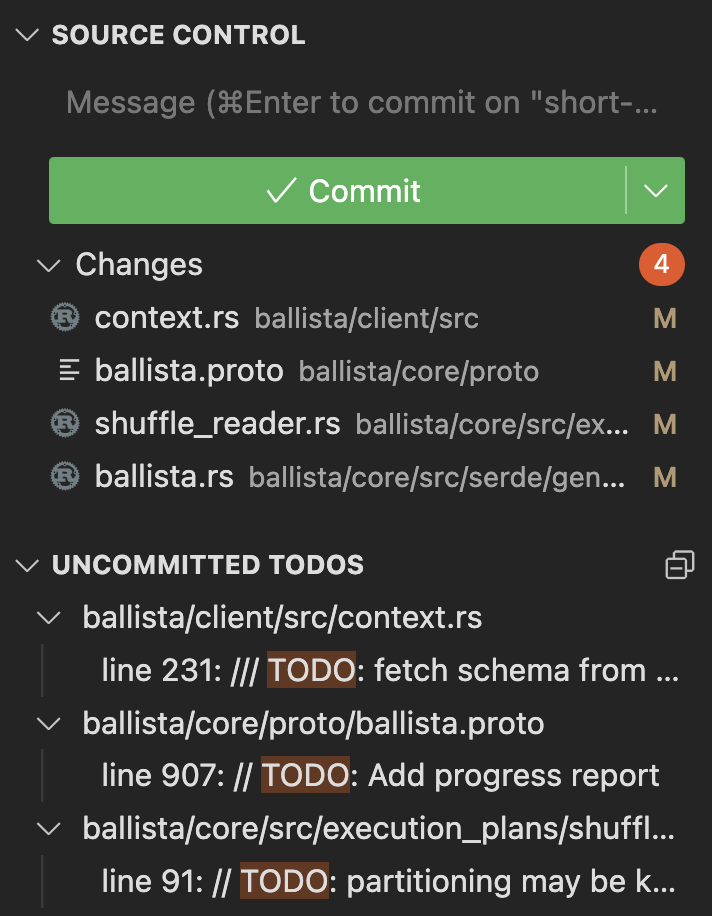 SOURCE CONTROL
Message (⌘Enter to commit on "short-...
Commit
Changes 4
context.rs ballista/client/src M
ballista.proto ballista/core/proto M
shuffle_reader.rs ballista/core/src/ex... M
ballista.rs ballista/core/src/serde/gen... M
UNCOMMITTED TODOS
ballista/client/src/context.rs
line 231: /// TODO: fetch schema from ...
ballista/core/proto/ballista.proto
line 907: // TODO: Add progress report
ballista/core/src/execution_plans/shuffl...
line 91: // TODO: partitioning may be k...